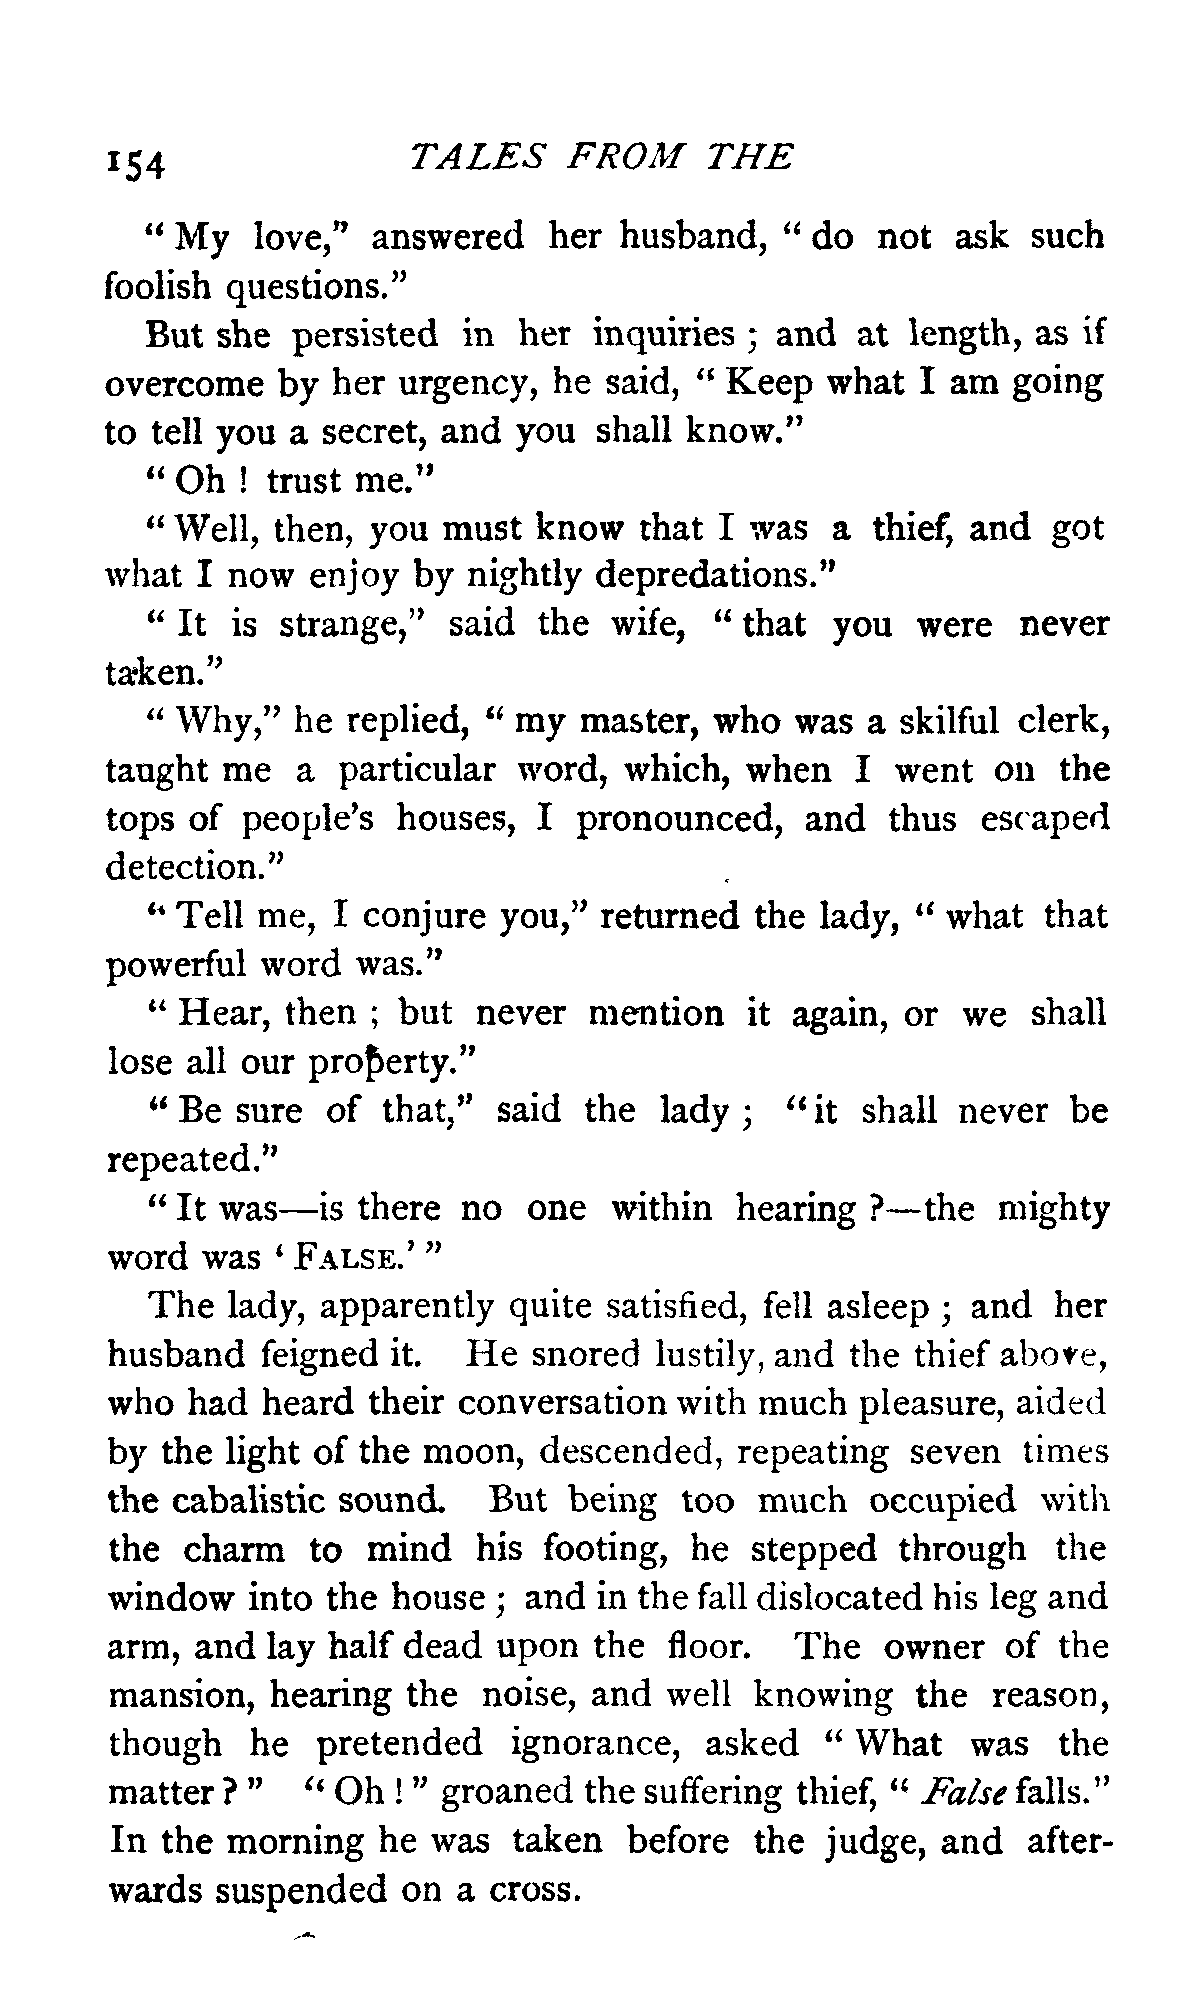 154 TALES FROM THE
" My love," answered her husband, " do not ask such
foolish questions."
But she persisted in her inquiries ; and at length, as if
overcome by her urgency, he said, " Keep what I am going
to tell you a secret, and you shall know."
" Oh ! trust me."
" Well, then, you must know that I was a thief, and got
what I now enjoy by nightly depredations."
" It is strange," said the wife, " that you were never
taken."
" Why," he replied, " my master, who was a skilful clerk,
taught me a particular word, which, when I went on the
tops of people's houses, I pronounced, and thus escaped
detection."
" Tell me, I conjure you," returned the lady, " what that
powerful word was."
" Hear, then ; but never mention it again, or we shall
lose all our property."
" Be sure of that," said the lady ; "it shall never be
repeated."
" It was—is there no one within hearing ?—the mighty
word was ' FALSE.' "
The lady, apparently quite satisfied, fell asleep ; and her
husband feigned it. He snored lustily, and the thief above,
who had heard their conversation with much pleasure, aided
by the light of the moon, descended, repeating seven times
the cabalistic sound. But being too much occupied with
the charm to mind his footing, he stepped through the
window into the house ; and in the fall dislocated his leg and
arm, and lay half dead upon the floor. The owner of the
mansion, hearing the noise, and well knowing the reason,
though he pretended ignorance, asked " What was the
matter ? " " Oh ! " groaned the suffering thief, " False falls."
In the morning he was taken before the judge, and after-
wards suspended on a cross.